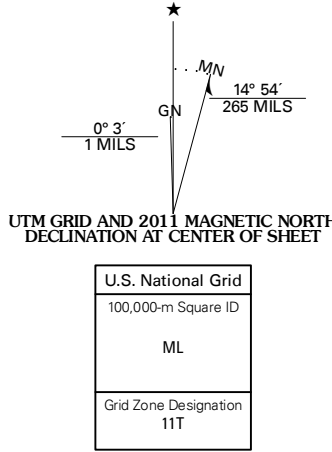 ★
MN
GN
14° 54´
265 MILS
0° 3´
1 MILS
UTM GRID AND 2011 MAGNETIC NORTH
DECLINATION AT CENTER OF SHEET
U.S. National Grid
100,000-m Square ID
ML
Grid Zone Designation
11T